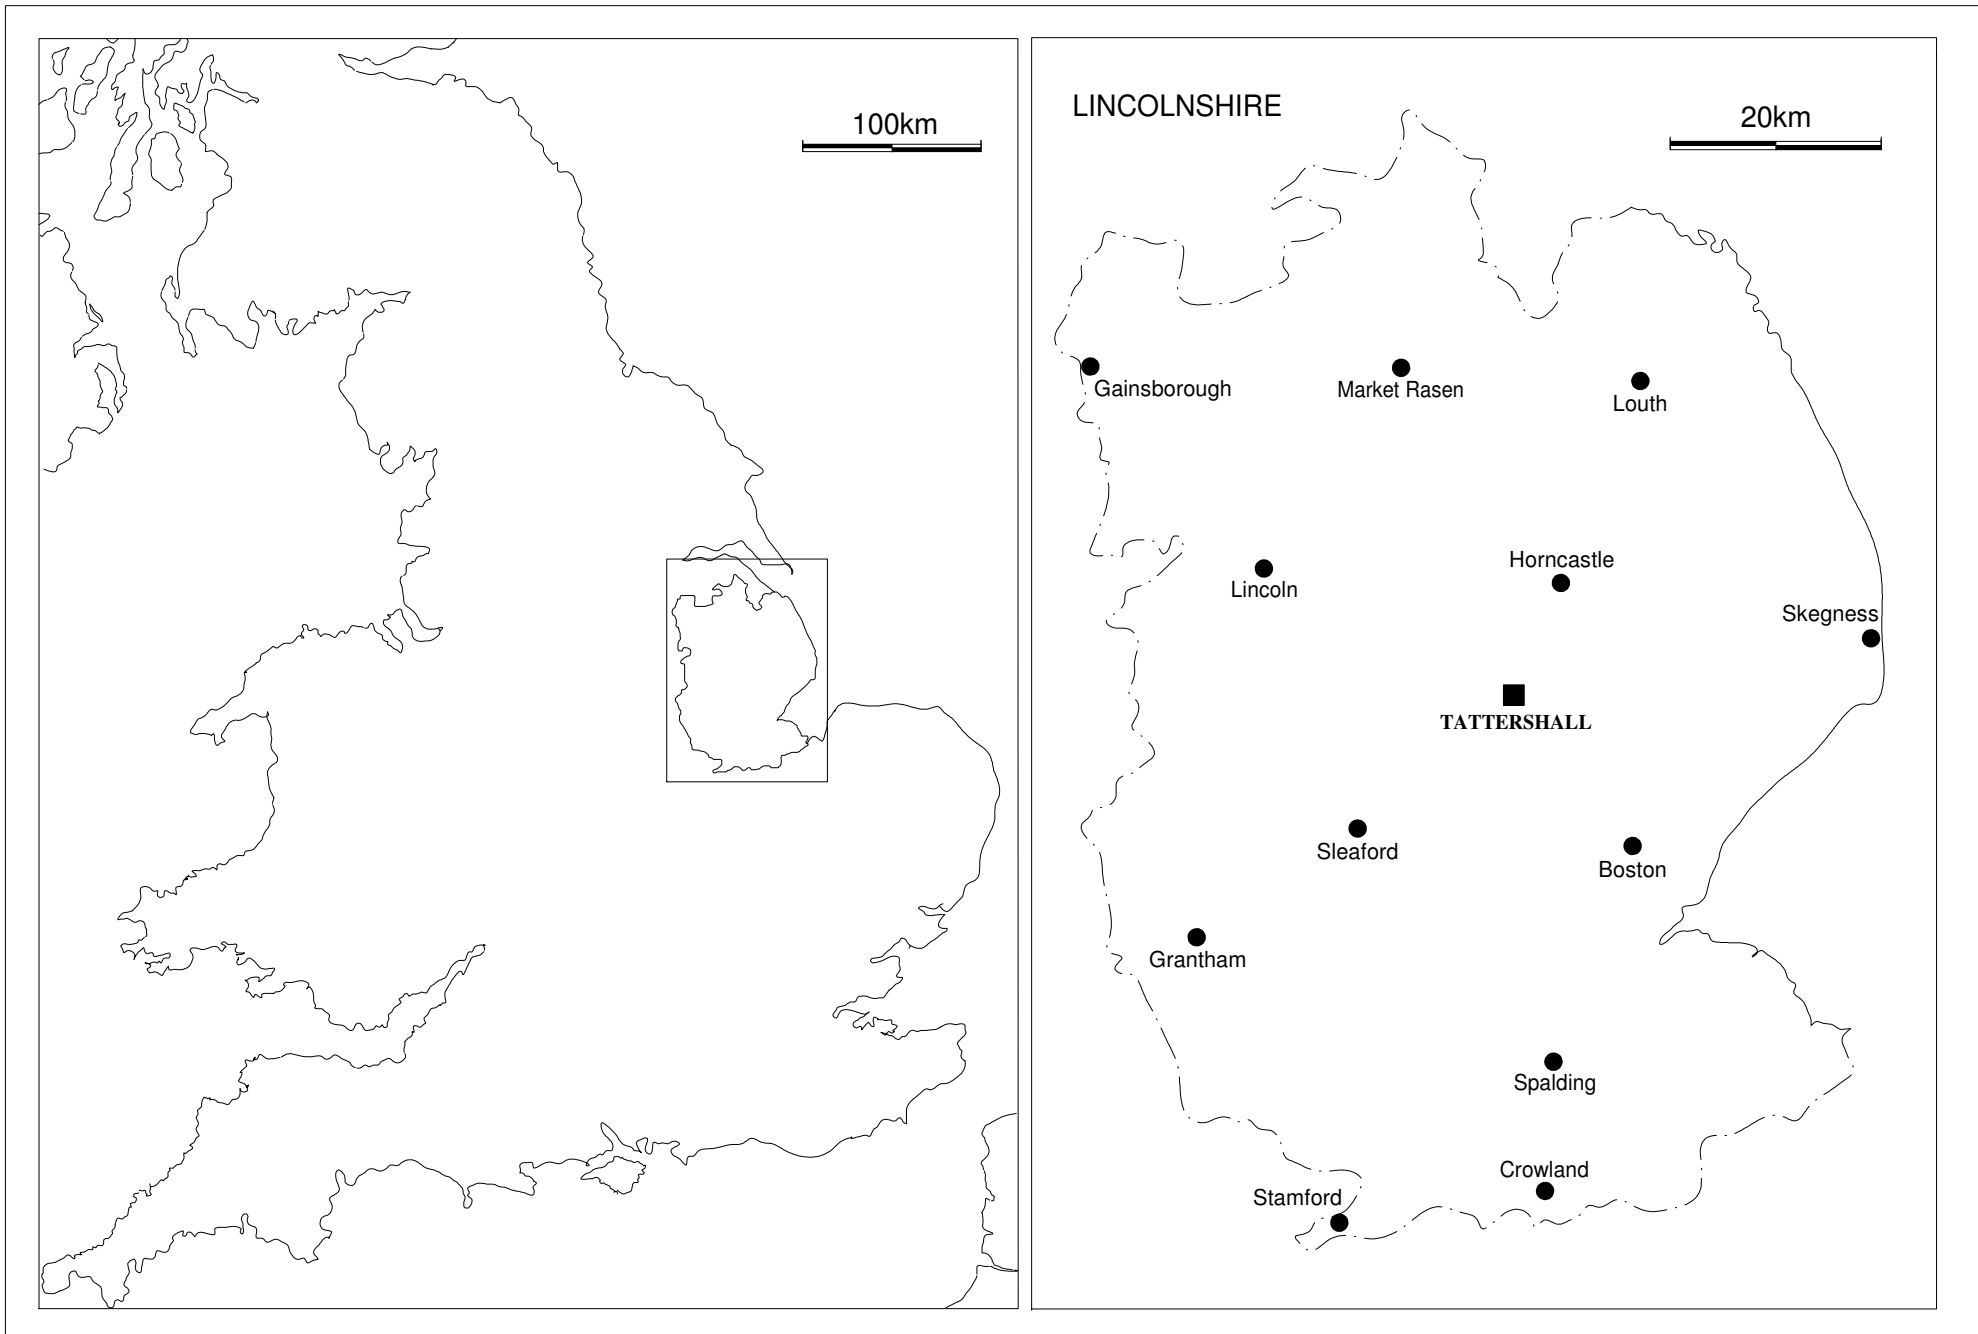 100km
LINCOLNSHIRE
20km
Gainsborough
Market Rasen
Louth
Horncastle
Lincoln
Skegness
TATTERSHALL
Sleaford
Boston
Grantham
Spalding
Crowland
Stamford